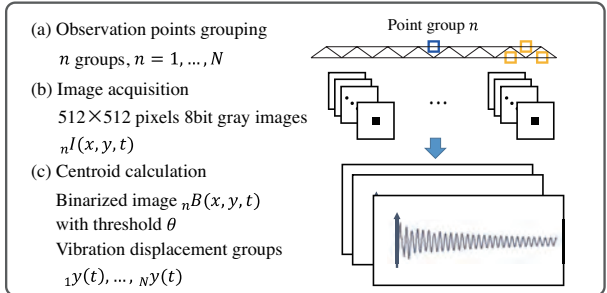 (a) Observation points grouping
n groups, n = 1, … , N
(b) Image acquisition
512×512 pixels 8bit gray images
ₙI(x, y, t)
(c) Centroid calculation
Binarized image ₙB(x, y, t)
with threshold θ
Vibration displacement groups
₁y(t), … , ɴy(t)
Point group n
…